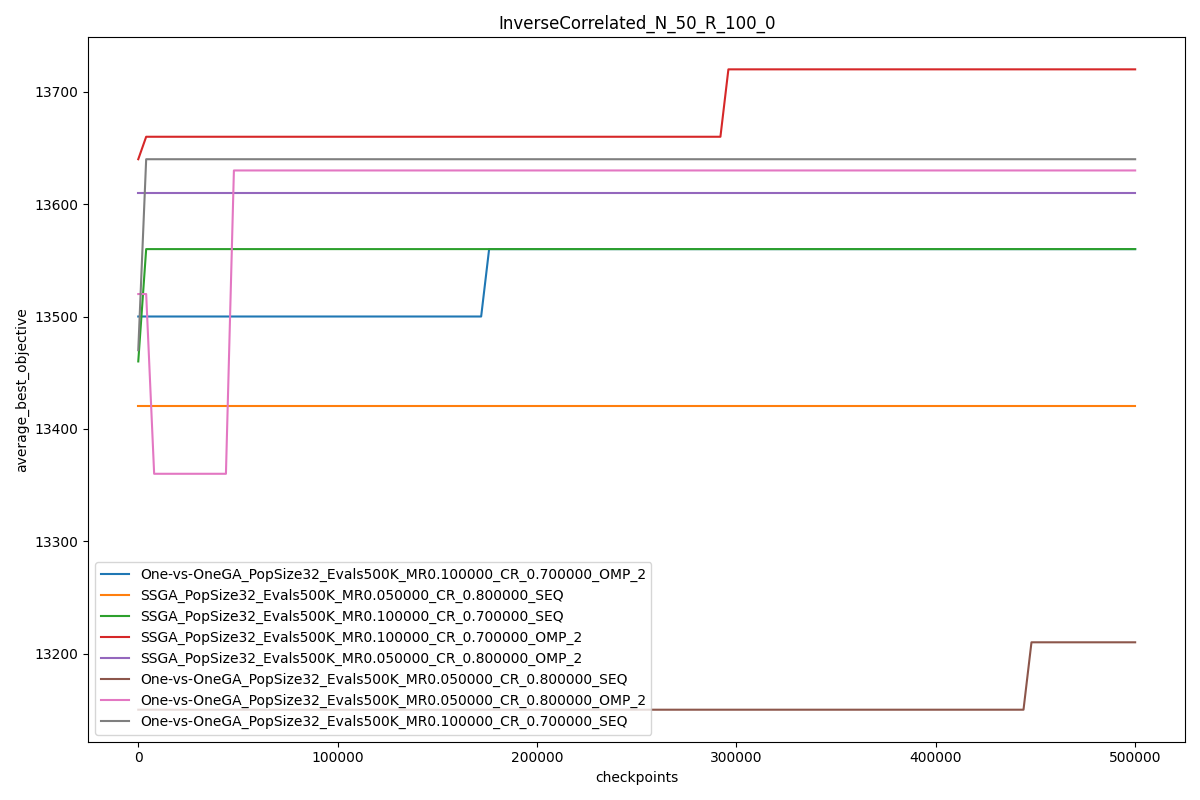 InverseCorrelated_N_50_R_100_0
average_best_objective
13700
13600
13500
13400
13300
13200
One-vs-OneGA_PopSize32_Evals500K_MR0.100000_CR_0.700000_OMP_2
SSGA_PopSize32_Evals500K_MR0.050000_CR_0.800000_SEQ
SSGA_PopSize32_Evals500K_MR0.100000_CR_0.700000_SEQ
SSGA_PopSize32_Evals500K_MR0.100000_CR_0.700000_OMP_2
SSGA_PopSize32_Evals500K_MR0.050000_CR_0.800000_OMP_2
One-vs-OneGA_PopSize32_Evals500K_MR0.050000_CR_0.800000_SEQ
One-vs-OneGA_PopSize32_Evals500K_MR0.050000_CR_0.800000_OMP_2
One-vs-OneGA_PopSize32_Evals500K_MR0.100000_CR_0.700000_SEQ
0 100000 200000 300000 400000 500000
checkpoints